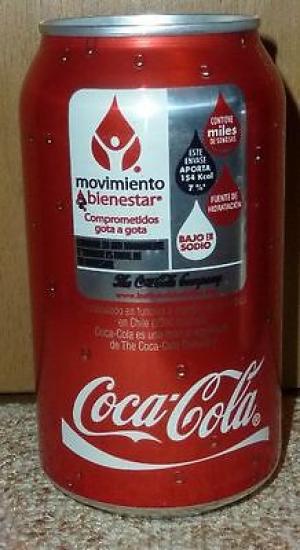 movimiento
bienestar®
Comprometidos
gota a gota
CONTIENE
miles
DE SONRISAS
ESTE
ENVASE
APORTA
154 Kcal
7 %*
FUENTE DE
HIDRATACIÓN
BAJO EN
SODIO
The Coca-Cola Company
en Chile
Coca-Cola es una
de The Coca-Cola
Coca-Cola®